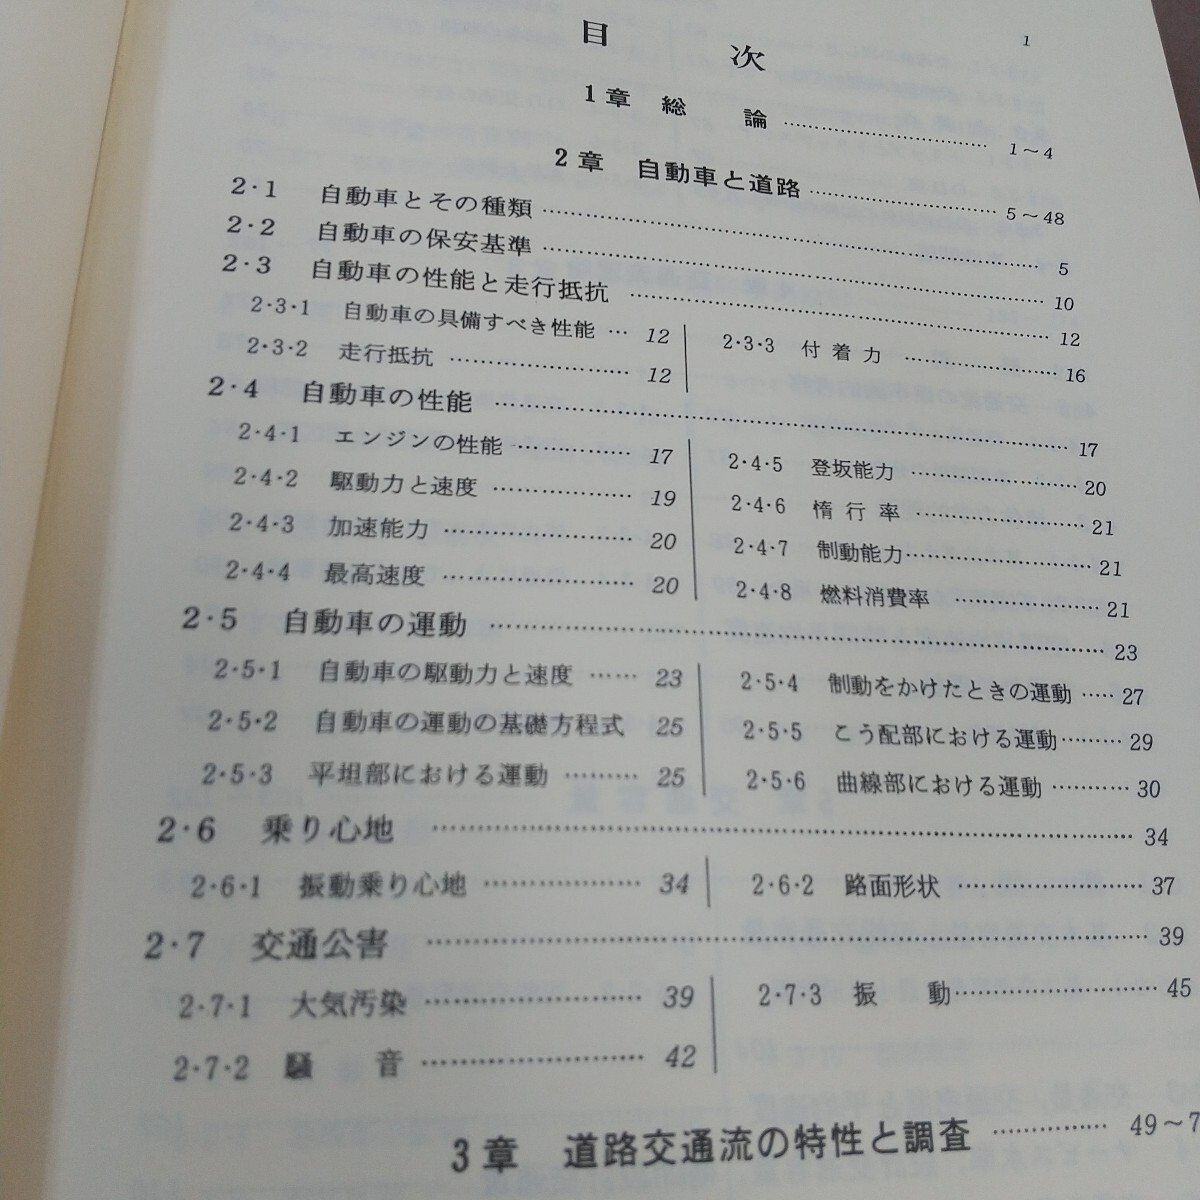 1
目次
1章 総論 …… 1～4
2章 自動車と道路 …… 5～48
2・1 自動車とその種類 …… 5
2・2 自動車の保安基準 …… 10
2・3 自動車の性能と走行抵抗 …… 12
2・3・1 自動車の具備すべき性能 … 12
2・3・2 走行抵抗 …… 12
2・3・3 付着力 …… 16
2・4 自動車の性能 …… 17
2・4・1 エンジンの性能 …… 17
2・4・2 駆動力と速度 …… 19
2・4・3 加速能力 …… 20
2・4・4 最高速度 …… 20
2・4・5 登坂能力 …… 20
2・4・6 惰行率 …… 21
2・4・7 制動能力 …… 21
2・4・8 燃料消費率 …… 21
2・5 自動車の運動 …… 23
2・5・1 自動車の駆動力と速度 …… 23
2・5・2 自動車の運動の基礎方程式 25
2・5・3 平坦部における運動 …… 25
2・5・4 制動をかけたときの運動 …… 27
2・5・5 こう配部における運動 …… 29
2・5・6 曲線部における運動 …… 30
2・6 乗り心地 …… 34
2・6・1 振動乗り心地 …… 34
2・6・2 路面形状 …… 37
2・7 交通公害 …… 39
2・7・1 大気汚染 …… 39
2・7・2 騒音 …… 42
2・7・3 振動 …… 45
3章 道路交通流の特性と調査 …… 49～7